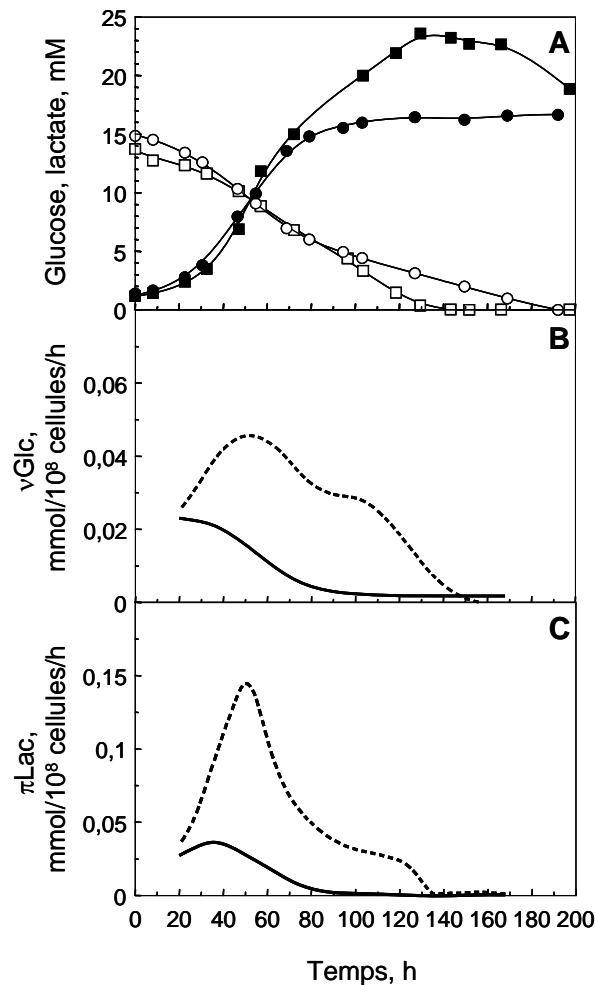 A
Glucose, lactate, mM
25
20
15
10
5
0
B
νGlc,
mmol/10⁸ cellules/h
0,06
0,04
0,02
0
C
πLac,
mmol/10⁸ cellules/h
0,15
0,1
0,05
0
0 20 40 60 80 100 120 140 160 180 200
Temps, h